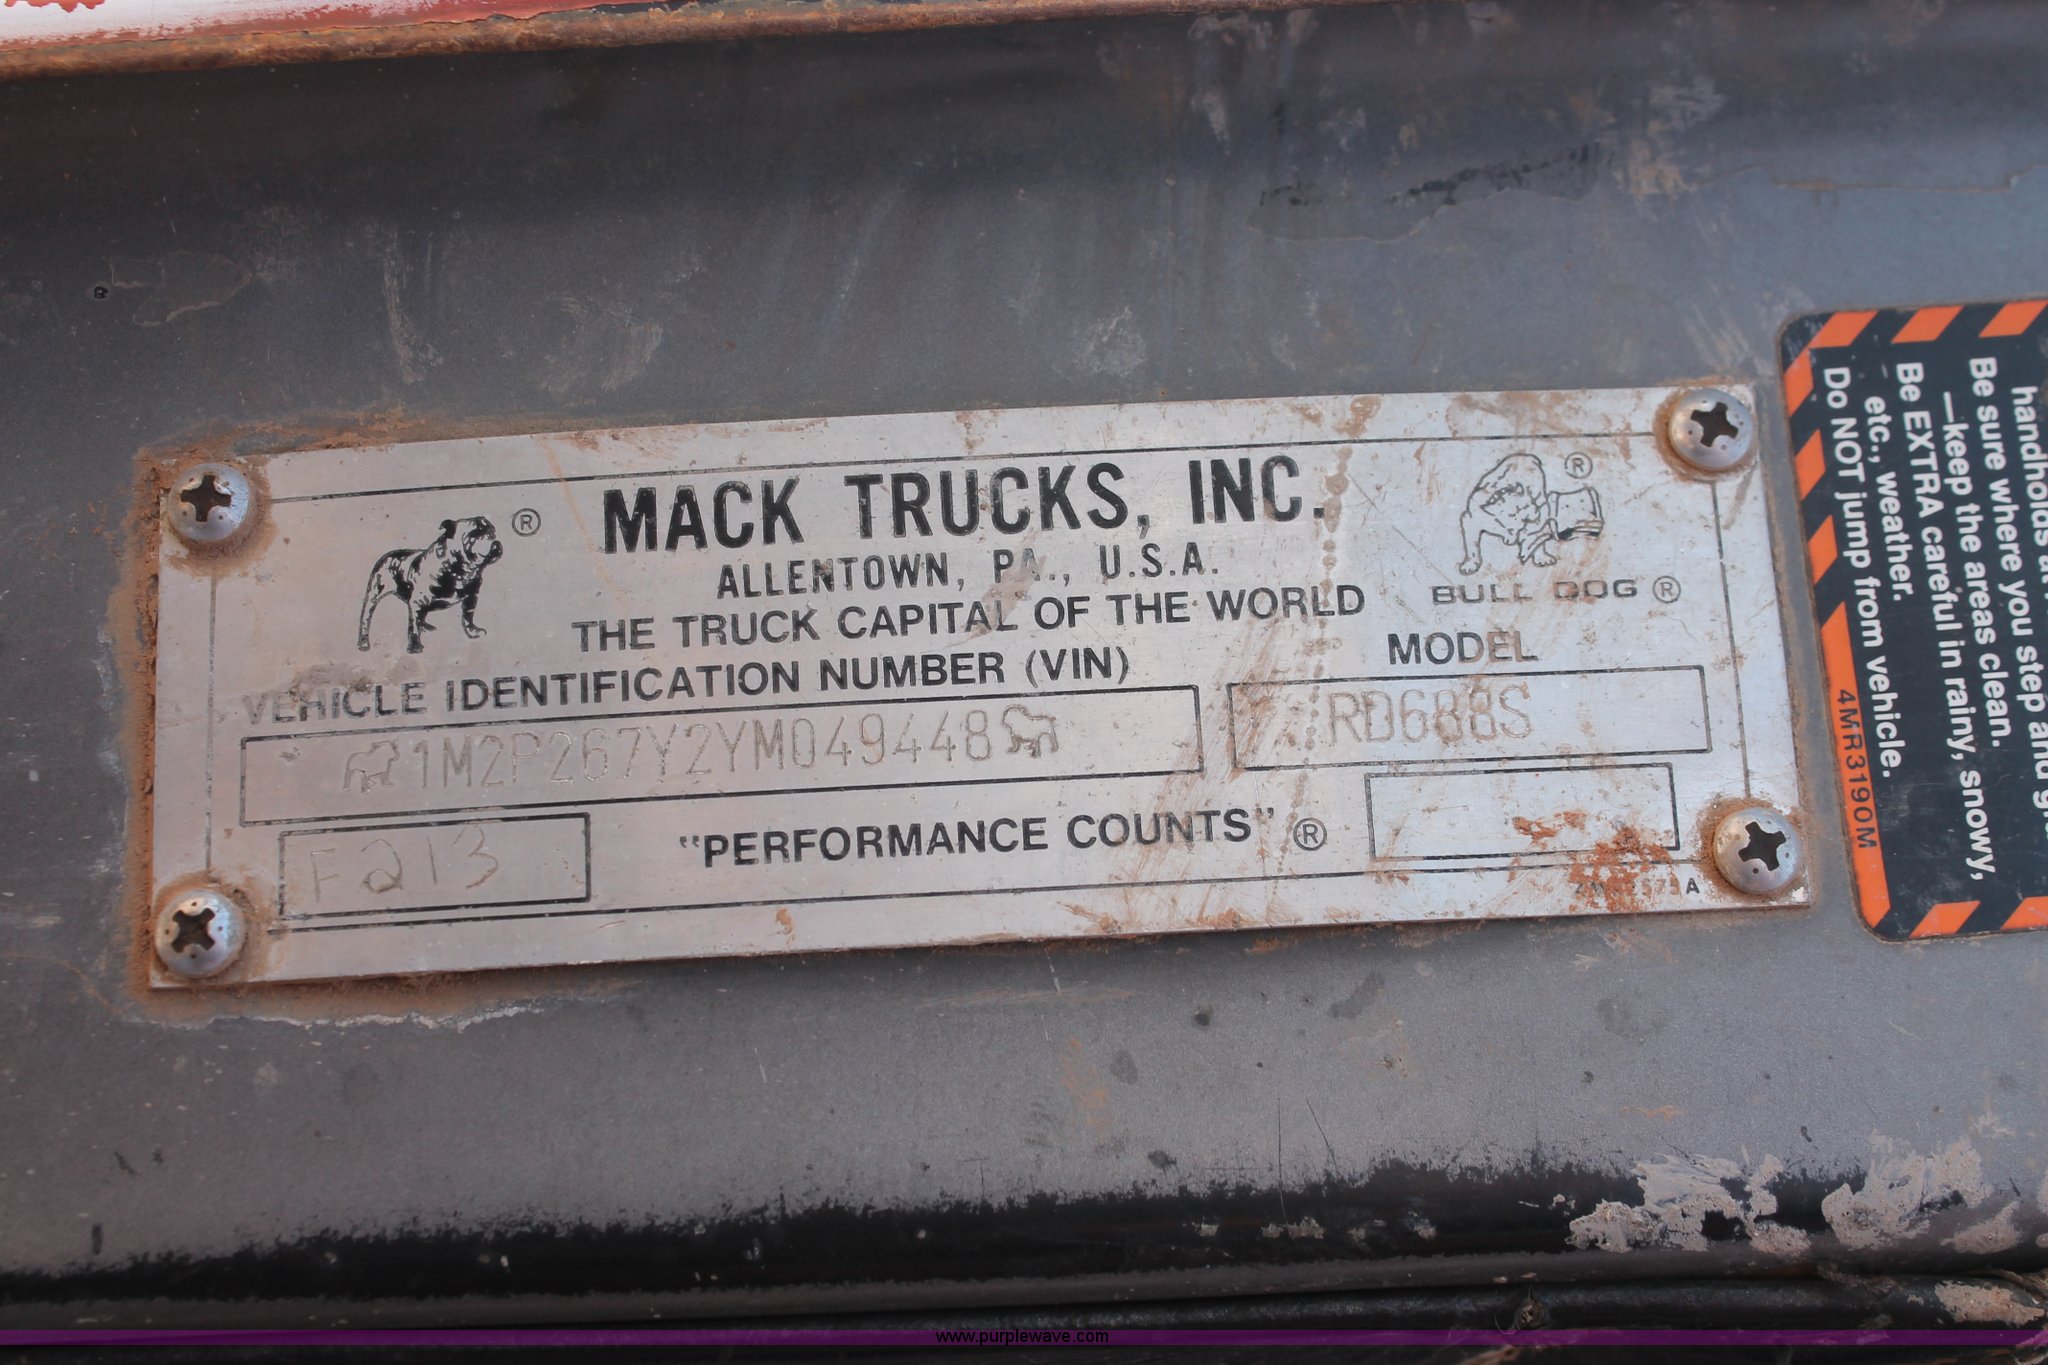 ®
MACK TRUCKS, INC.
ALLENTOWN, PA., U.S.A.
THE TRUCK CAPITAL OF THE WORLD
®
BULL DOG ®
VEHICLE IDENTIFICATION NUMBER (VIN)
MODEL
1M2P267Y2YM049448
RD688S
F213
"PERFORMANCE COUNTS" ®
handholds
Be sure where you step and
—keep the areas clean.
Be EXTRA careful in rainy, snowy,
etc., weather.
Do NOT jump from vehicle.
4MR3190M
www.purplewave.com